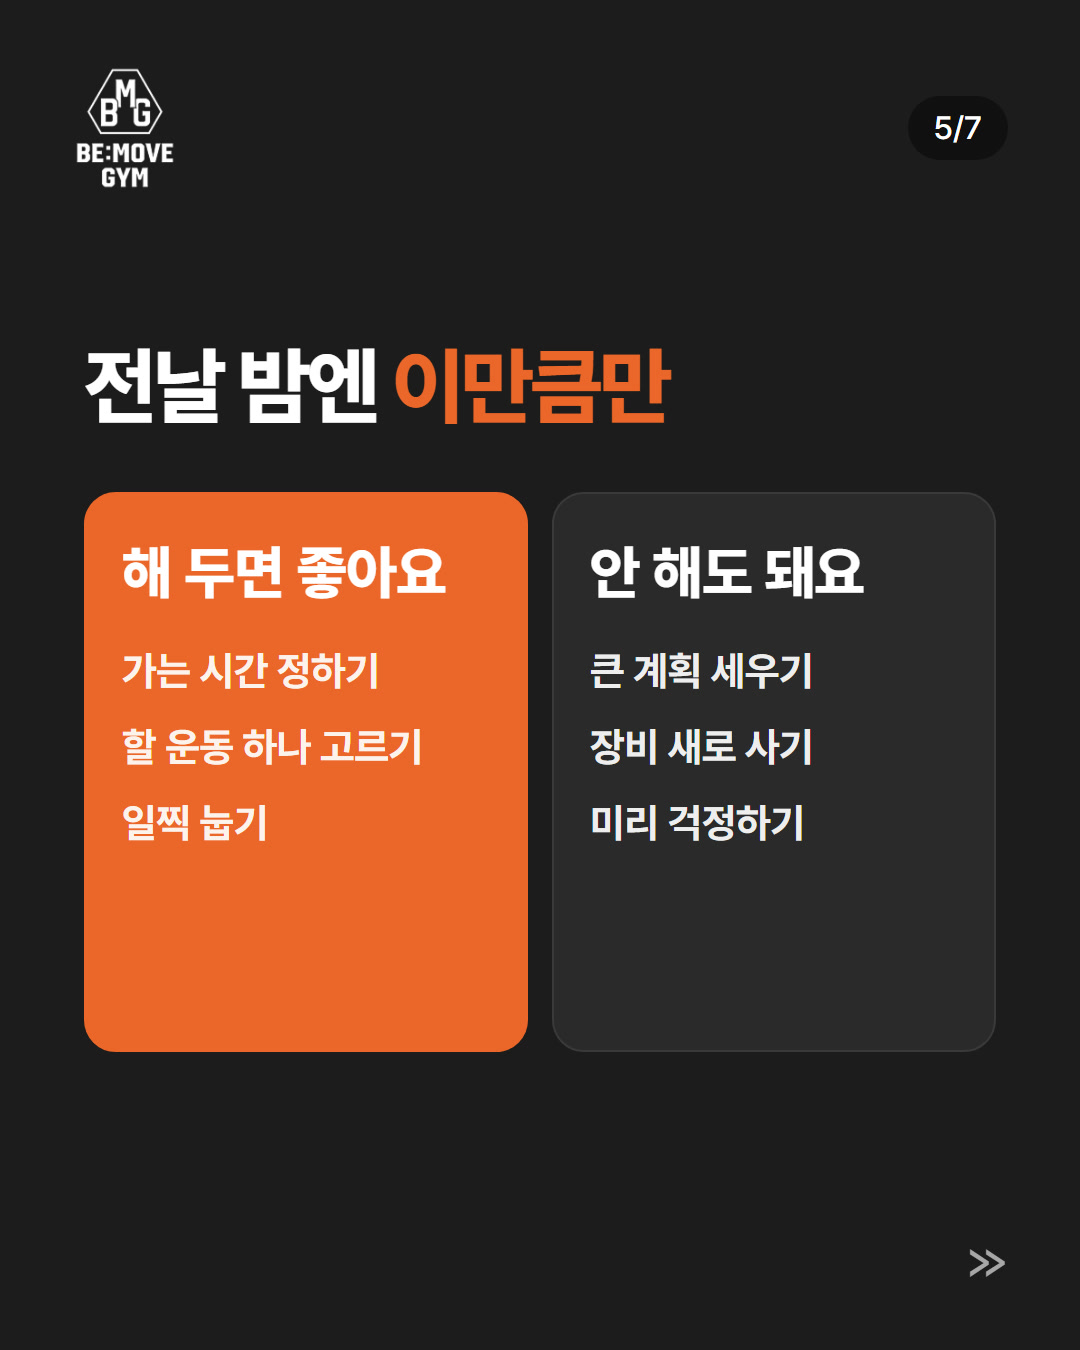 BMG
BE:MOVE
GYM
5/7
전날 밤엔 이만큼만
해 두면 좋아요
가는 시간 정하기
할 운동 하나 고르기
일찍 눕기
안 해도 돼요
큰 계획 세우기
장비 새로 사기
미리 걱정하기